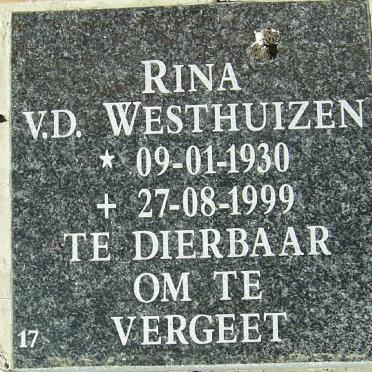 RINA
V.D. WESTHUIZEN
* 09-01-1930
+ 27-08-1999
TE DIERBAAR
OM TE
VERGEET
17